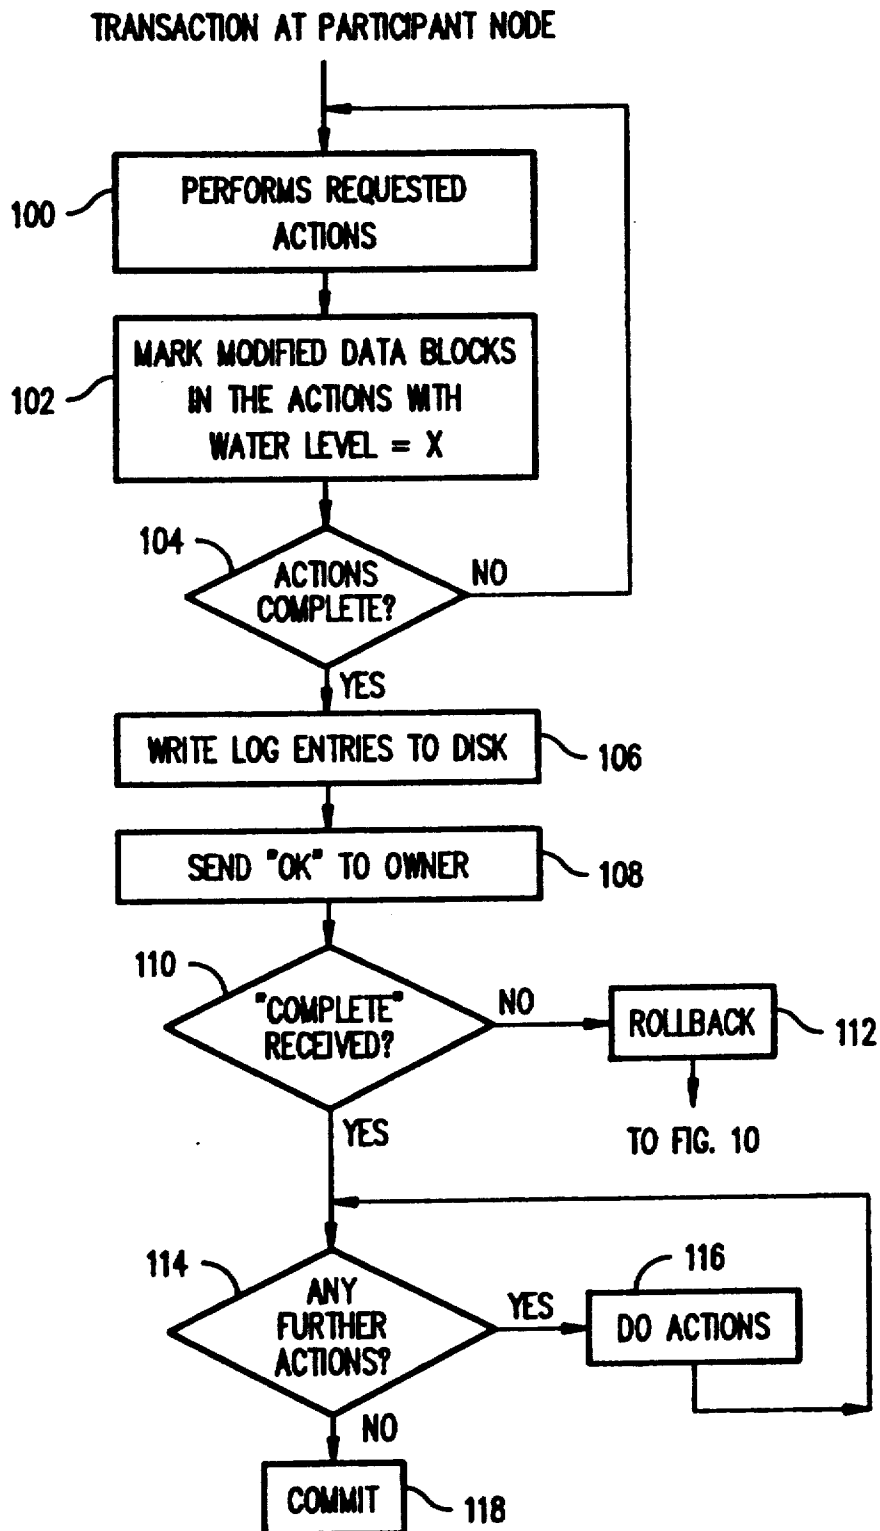 TRANSACTION AT PARTICIPANT NODE
100
PERFORMS REQUESTED
ACTIONS
102
MARK MODIFIED DATA BLOCKS
IN THE ACTIONS WITH
WATER LEVEL = X
104
ACTIONS
COMPLETE?
NO
YES
WRITE LOG ENTRIES TO DISK
106
SEND "OK" TO OWNER
108
110
"COMPLETE"
RECEIVED?
NO
ROLLBACK
112
YES
TO FIG. 10
114
ANY
FURTHER
ACTIONS?
YES
116
DO ACTIONS
NO
COMMIT
118